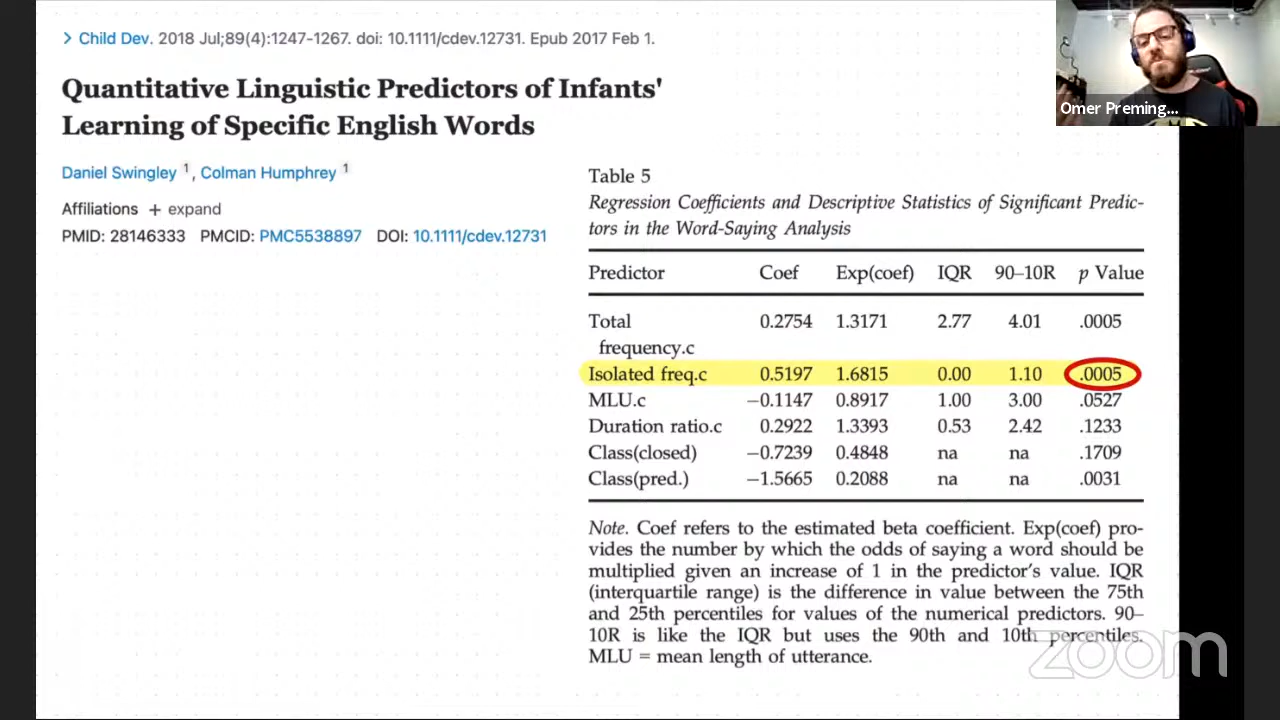 > Child Dev. 2018 Jul;89(4):1247-1267. doi: 10.1111/cdev.12731. Epub 2017 Feb 1.
Quantitative Linguistic Predictors of Infants'
Learning of Specific English Words
Daniel Swingley 1 , Colman Humphrey 1
Affiliations + expand
PMID: 28146333 PMCID: PMC5538897 DOI: 10.1111/cdev.12731
Omer Preming...
Table 5
Regression Coefficients and Descriptive Statistics of Significant Predic-
tors in the Word-Saying Analysis
Predictor Coef Exp(coef) IQR 90–10R p Value
Total 0.2754 1.3171 2.77 4.01 .0005
frequency.c
Isolated freq.c 0.5197 1.6815 0.00 1.10 .0005
MLU.c −0.1147 0.8917 1.00 3.00 .0527
Duration ratio.c 0.2922 1.3393 0.53 2.42 .1233
Class(closed) −0.7239 0.4848 na na .1709
Class(pred.) −1.5665 0.2088 na na .0031
Note. Coef refers to the estimated beta coefficient. Exp(coef) pro-
vides the number by which the odds of saying a word should be
multiplied given an increase of 1 in the predictor's value. IQR
(interquartile range) is the difference in value between the 75th
and 25th percentiles for values of the numerical predictors. 90–
10R is like the IQR but uses the 90th and 10th percentiles.
MLU = mean length of utterance.
zoom